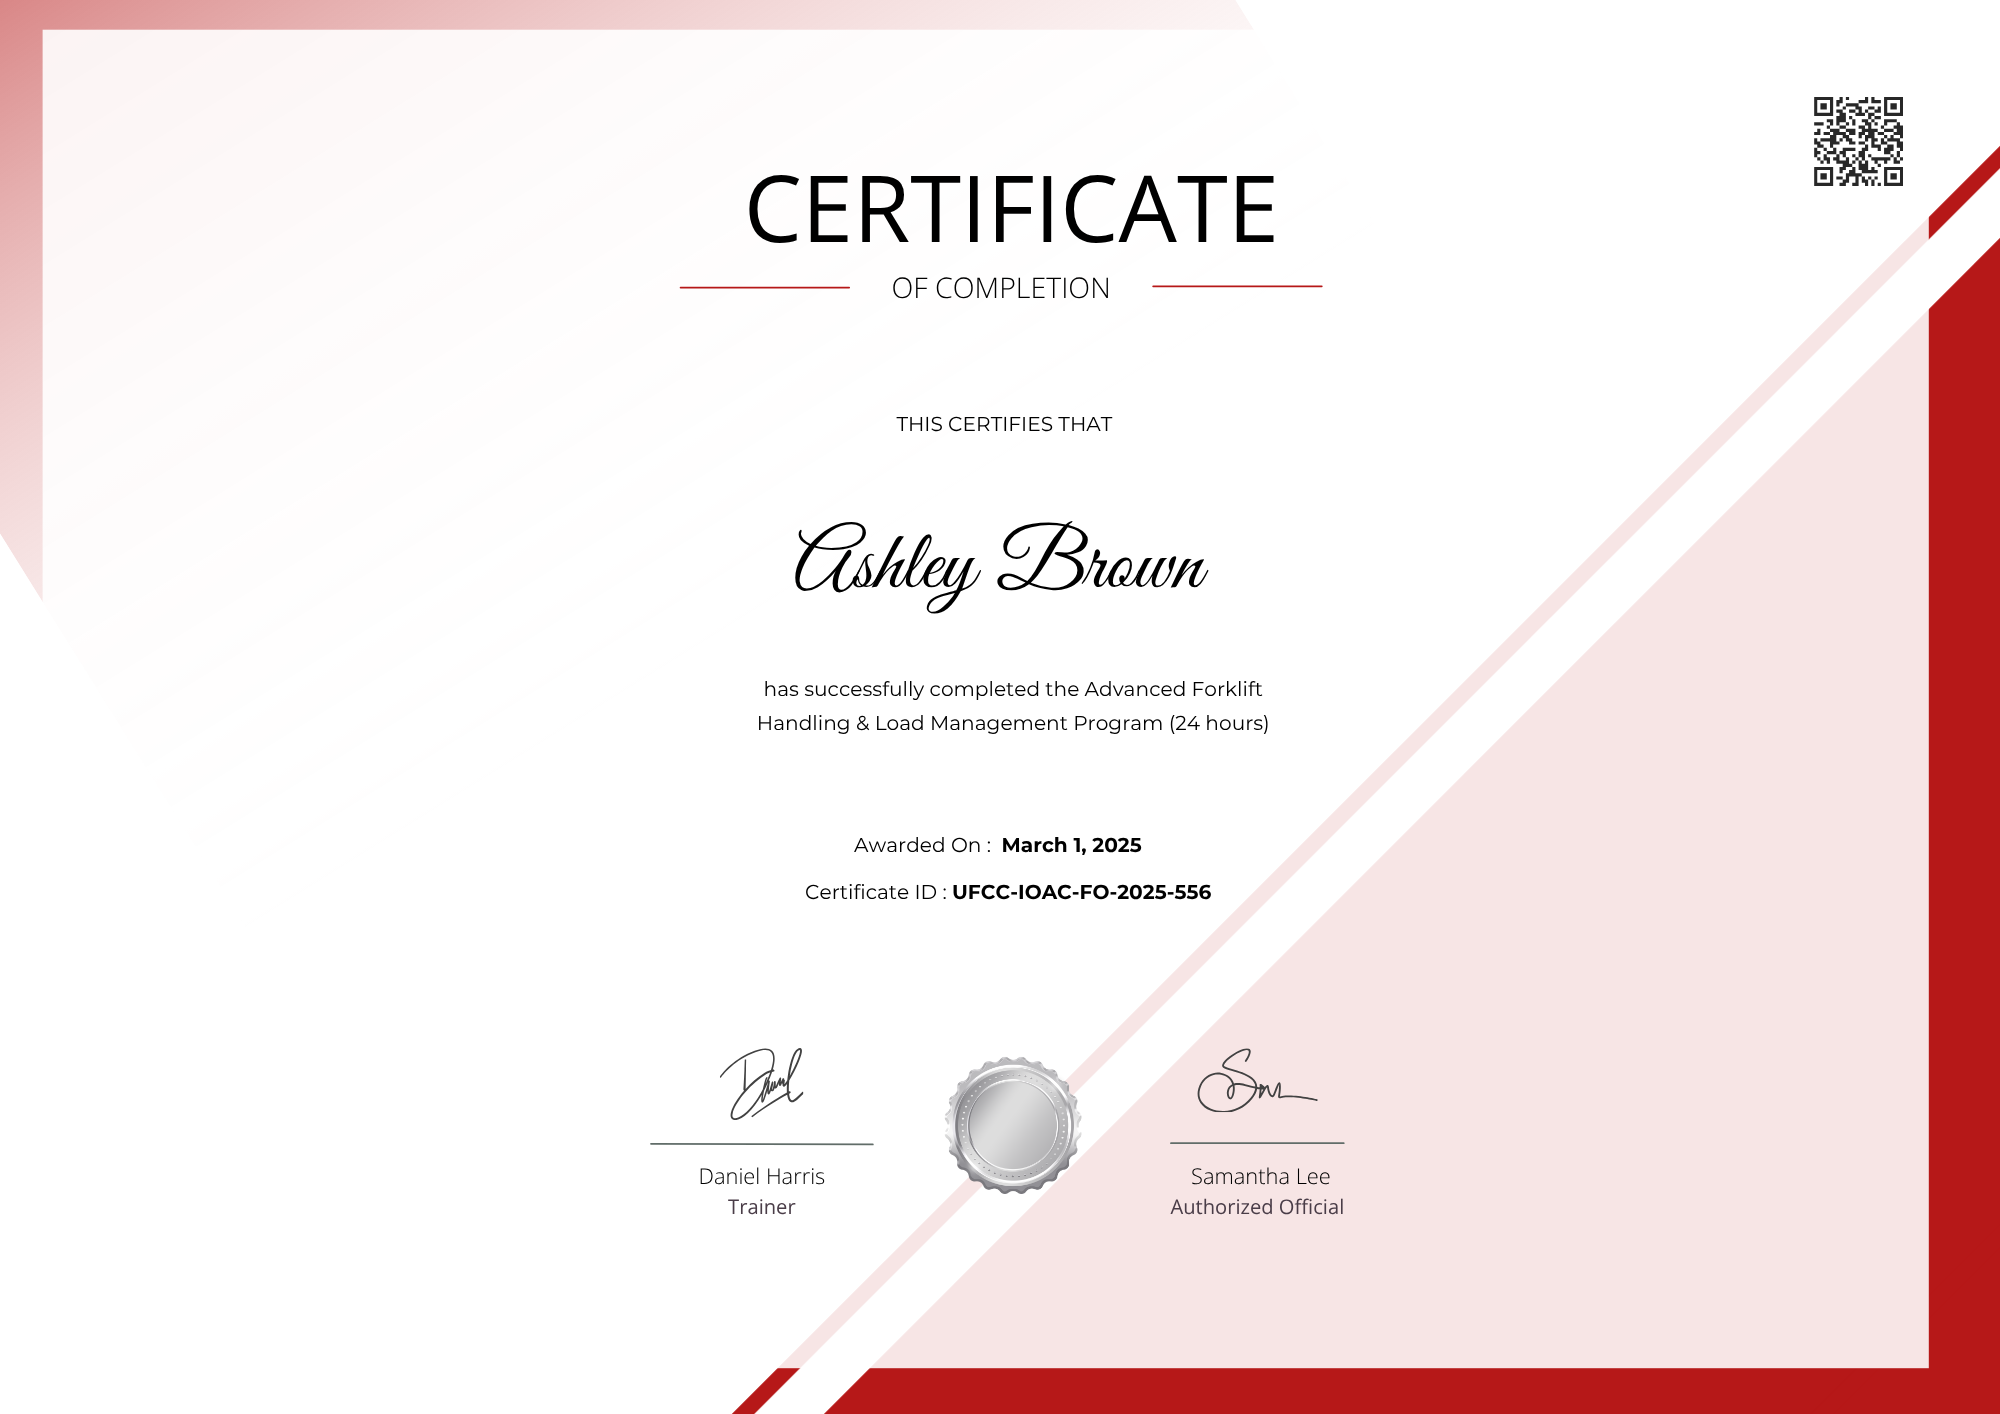 CERTIFICATE
OF COMPLETION
THIS CERTIFIES THAT
Ashley Brown
has successfully completed the Advanced Forklift
Handling & Load Management Program (24 hours)
Awarded On : March 1, 2025
Certificate ID : UFCC-IOAC-FO-2025-556
Daniel Harris
Trainer
Samantha Lee
Authorized Official